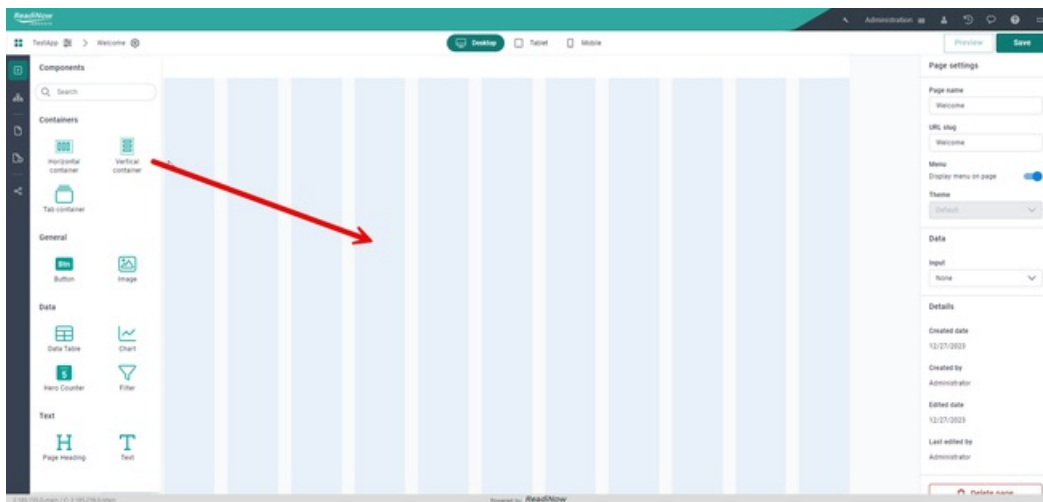 ReadiNow
Administration
TestApp > Welcome
Desktop Tablet Mobile
Preview Save
Components
Search
Containers
Horizontal container
Vertical container
Tab container
General
Btn
Button
Image
Data
Data Table
Chart
5
Hero Counter
Filter
Text
H
Page Heading
T
Text
Page settings
Page name
Welcome
URL slug
Welcome
Menu
Display menu on page
Theme
Default
Data
Input
None
Details
Created date
12/27/2023
Created by
Administrator
Edited date
12/27/2023
Last edited by
Administrator
Delete page
Powered by ReadiNow